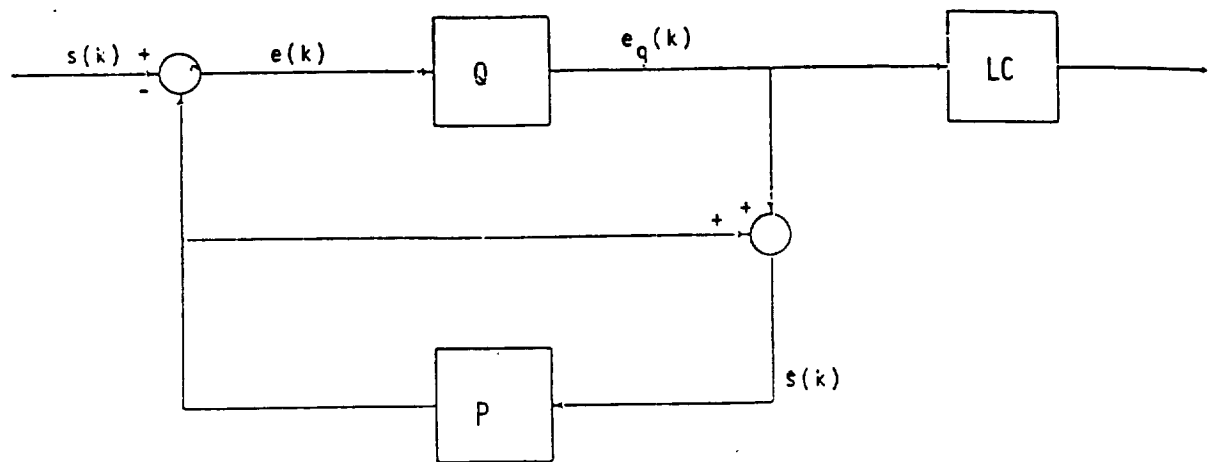 s(k) +
-
e(k)
Q
e_q(k)
LC
+
+
ŝ(k)
P